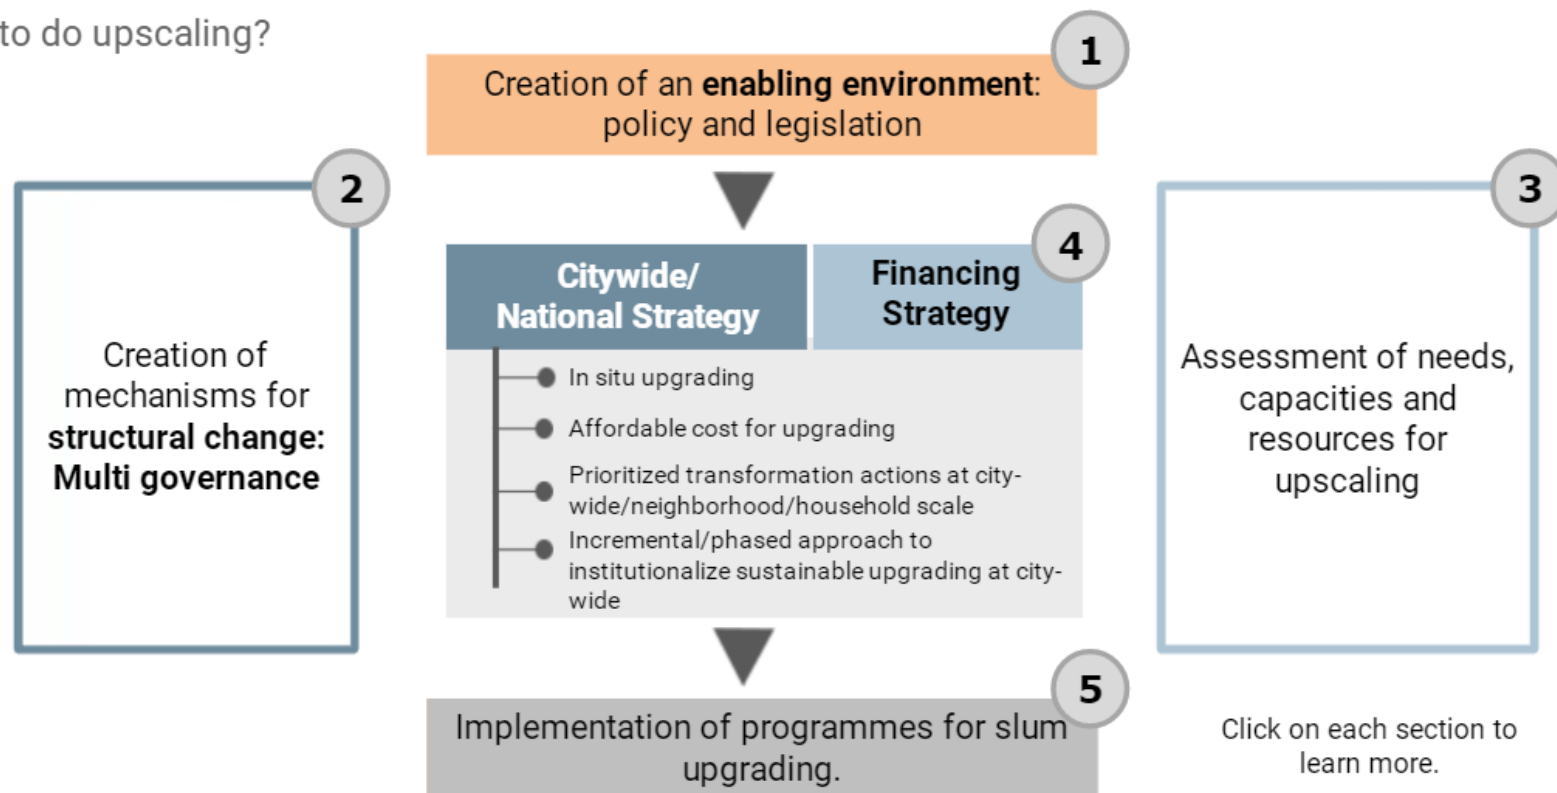 to do upscaling?
1
Creation of an enabling environment:
policy and legislation
2
Creation of
mechanisms for
structural change:
Multi governance
3
Assessment of needs,
capacities and
resources for
upscaling
4
Citywide/
National Strategy
Financing
Strategy
In situ upgrading
Affordable cost for upgrading
Prioritized transformation actions at city-
wide/neighborhood/household scale
Incremental/phased approach to
institutionalize sustainable upgrading at city-
wide
5
Implementation of programmes for slum
upgrading.
Click on each section to
learn more.